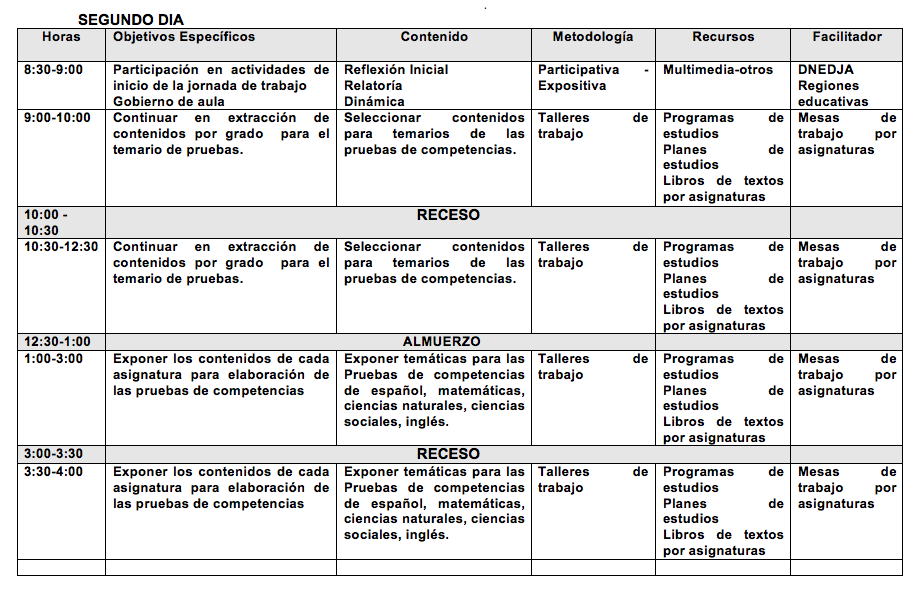 SEGUNDO DIA
Horas Objetivos Específicos Contenido Metodología Recursos Facilitador
8:30-9:00
Participación en actividades de
inicio de la jornada de trabajo
Gobierno de aula
Reflexión Inicial
Relatoría
Dinámica
Participativa -
Expositiva
Multimedia-otros
DNEDJA
Regiones
educativas
9:00-10:00
Continuar en extracción de
contenidos por grado para el
temario de pruebas.
Seleccionar contenidos
para temarios de las
pruebas de competencias.
Talleres de
trabajo
Programas de
estudios
Planes de
estudios
Libros de textos
por asignaturas
Mesas de
trabajo por
asignaturas
10:00 -
10:30
RECESO
10:30-12:30
Continuar en extracción de
contenidos por grado para el
temario de pruebas.
Seleccionar contenidos
para temarios de las
pruebas de competencias.
Talleres de
trabajo
Programas de
estudios
Planes de
estudios
Libros de textos
por asignaturas
Mesas de
trabajo por
asignaturas
12:30-1:00
ALMUERZO
1:00-3:00
Exponer los contenidos de cada
asignatura para elaboración de
las pruebas de competencias
Exponer temáticas para las
Pruebas de competencias
de español, matemáticas,
ciencias naturales, ciencias
sociales, inglés.
Talleres de
trabajo
Programas de
estudios
Planes de
estudios
Libros de textos
por asignaturas
Mesas de
trabajo por
asignaturas
3:00-3:30
RECESO
3:30-4:00
Exponer los contenidos de cada
asignatura para elaboración de
las pruebas de competencias
Exponer temáticas para las
Pruebas de competencias
de español, matemáticas,
ciencias naturales, ciencias
sociales, inglés.
Talleres de
trabajo
Programas de
estudios
Planes de
estudios
Libros de textos
por asignaturas
Mesas de
trabajo por
asignaturas